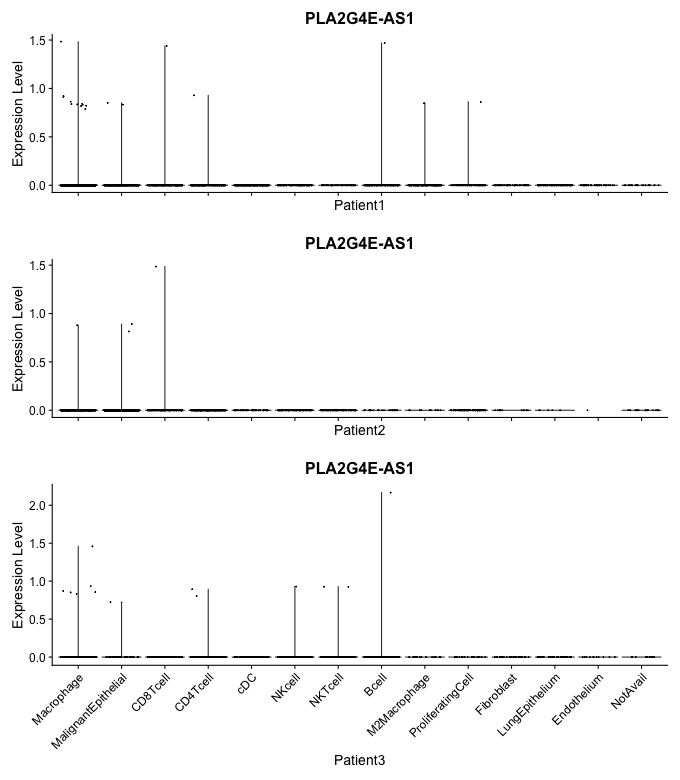 PLA2G4E-AS1
Expression Level
1.5
1.0
0.5
0.0
Patient1
PLA2G4E-AS1
Expression Level
1.5
1.0
0.5
0.0
Patient2
PLA2G4E-AS1
Expression Level
2.0
1.5
1.0
0.5
0.0
Macrophage
MalignantEpithelial
CD8Tcell
CD4Tcell
cDC
NKcell
NKTcell
Bcell
M2Macrophage
ProliferatingCell
Fibroblast
LungEpithelium
Endothelium
NotAvail
Patient3